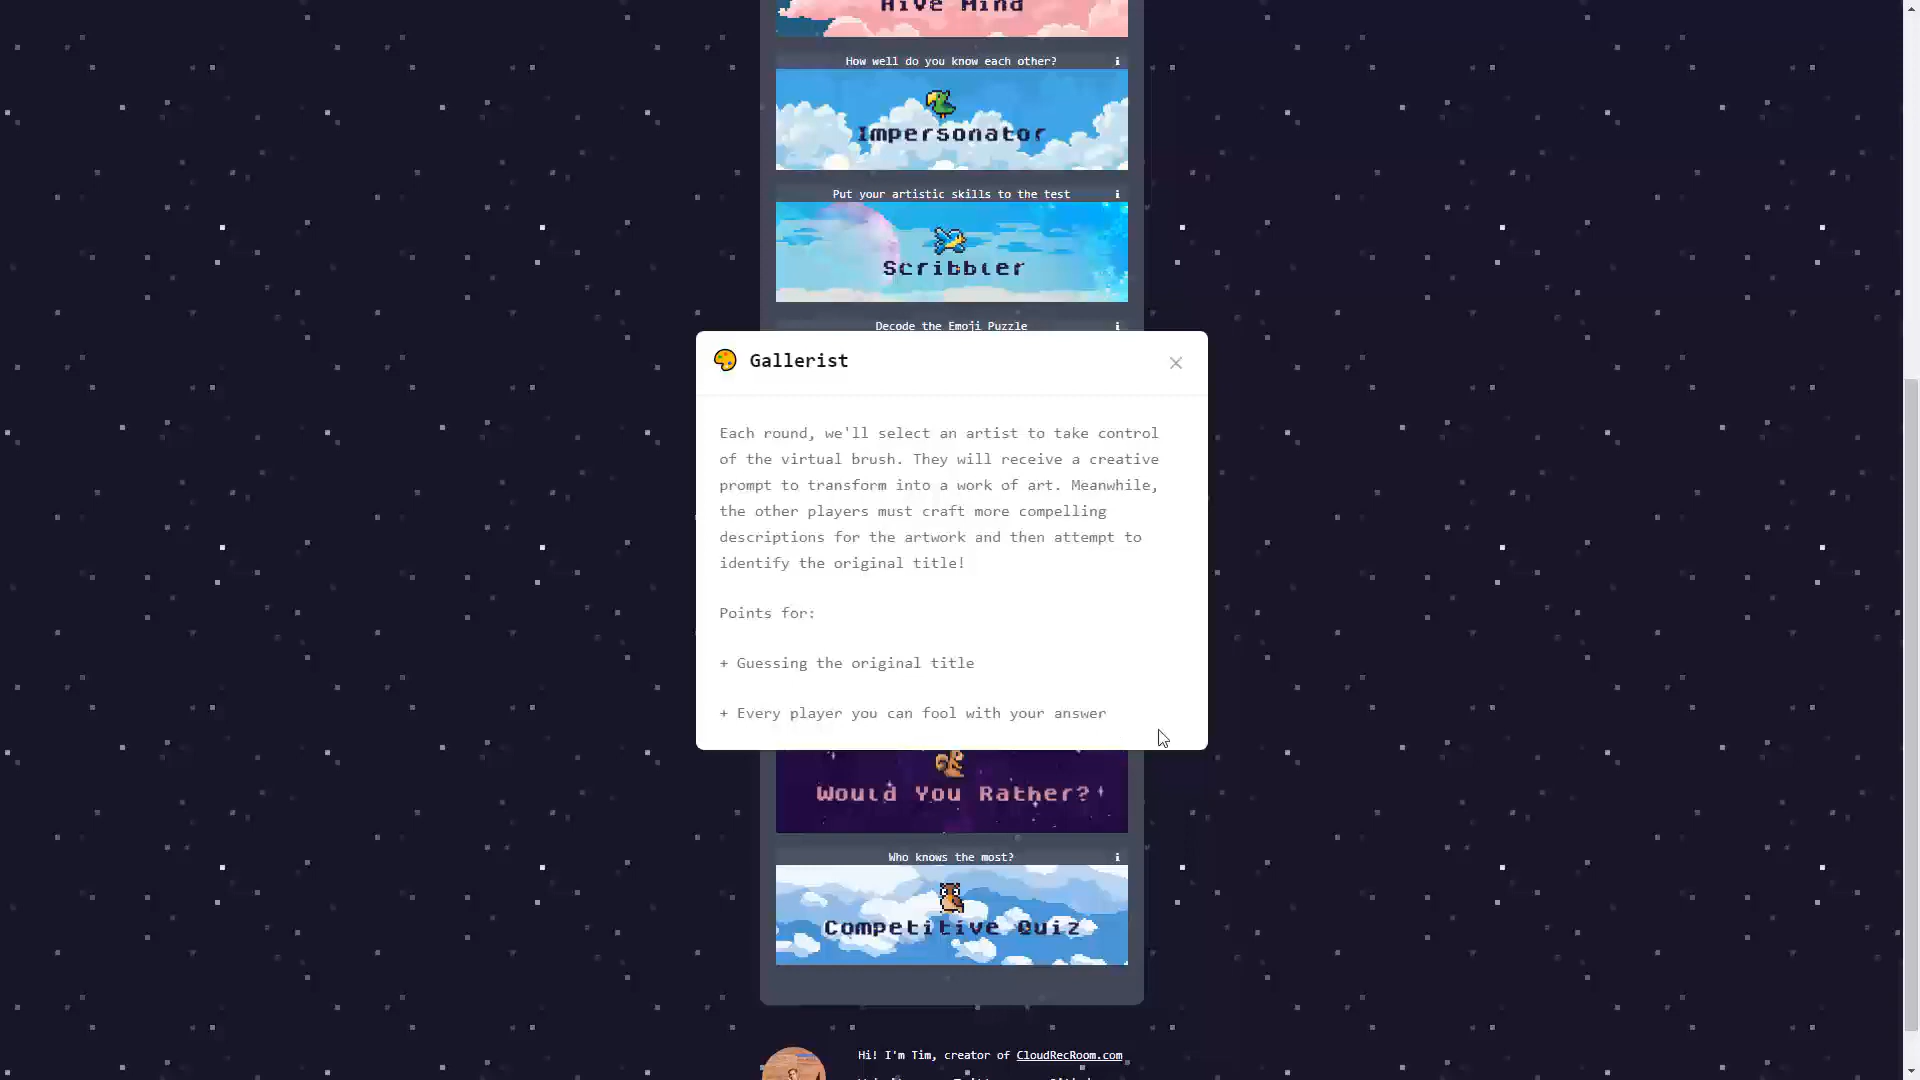 Hive Mind
How well do you know each other?
Impersonator
Put your artistic skills to the test
Scribbler
Decode the Emoji Puzzle
Gallerist
Each round, we'll select an artist to take control
of the virtual brush. They will receive a creative
prompt to transform into a work of art. Meanwhile,
the other players must craft more compelling
descriptions for the artwork and then attempt to
identify the original title!
Points for:
+ Guessing the original title
+ Every player you can fool with your answer
Would You Rather?
Who knows the most?
Competitive Quiz
Hi! I'm Tim, creator of CloudRecRoom.com